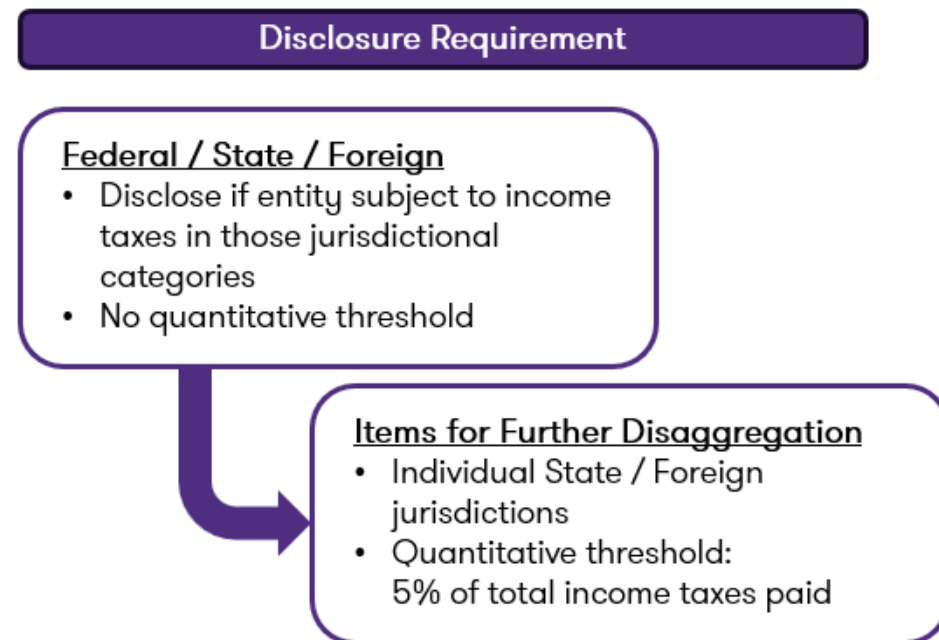 Disclosure Requirement
Federal / State / Foreign
• Disclose if entity subject to income
taxes in those jurisdictional
categories
• No quantitative threshold
Items for Further Disaggregation
• Individual State / Foreign
jurisdictions
• Quantitative threshold:
5% of total income taxes paid